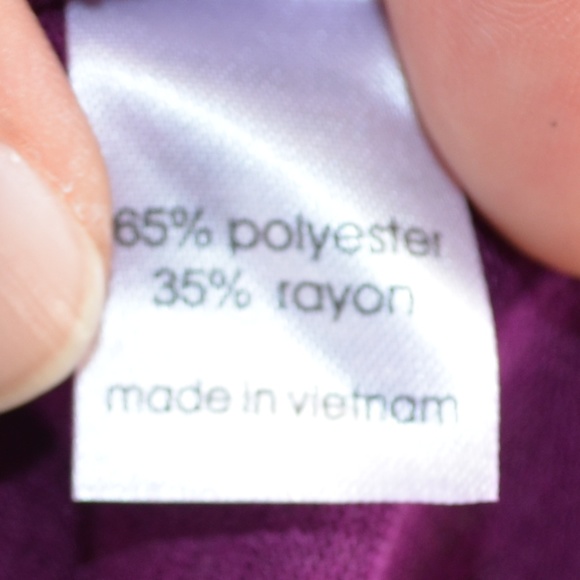 65% polyester
35% rayon
made in vietnam